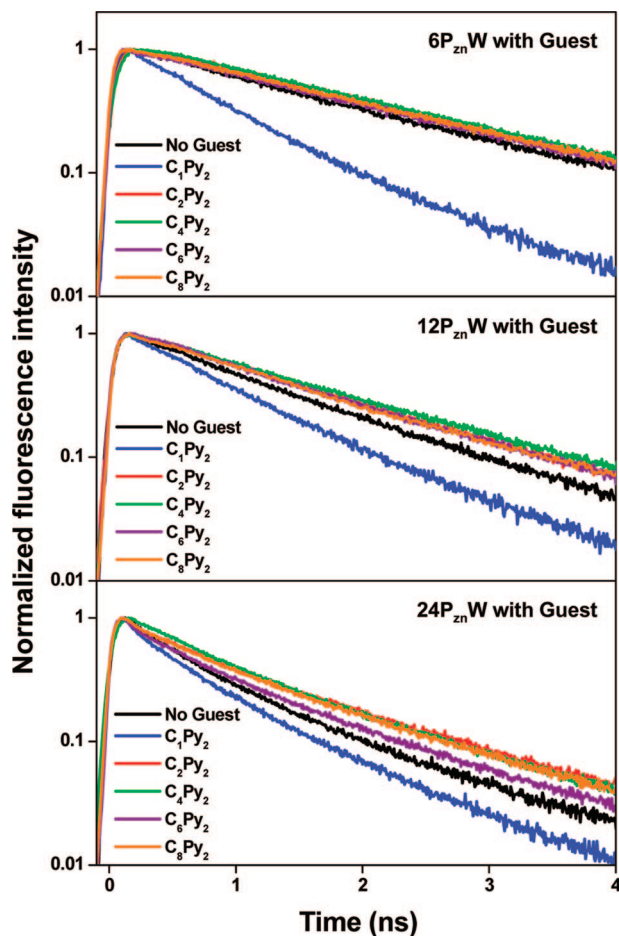 Normalized fluorescence intensity
6PznW with Guest
1
0.1
0.01
No Guest
C1Py2
C2Py2
C4Py2
C6Py2
C8Py2
12PznW with Guest
1
0.1
0.01
No Guest
C1Py2
C2Py2
C4Py2
C6Py2
C8Py2
24PznW with Guest
1
0.1
0.01
No Guest
C1Py2
C2Py2
C4Py2
C6Py2
C8Py2
0 1 2 3 4
Time (ns)